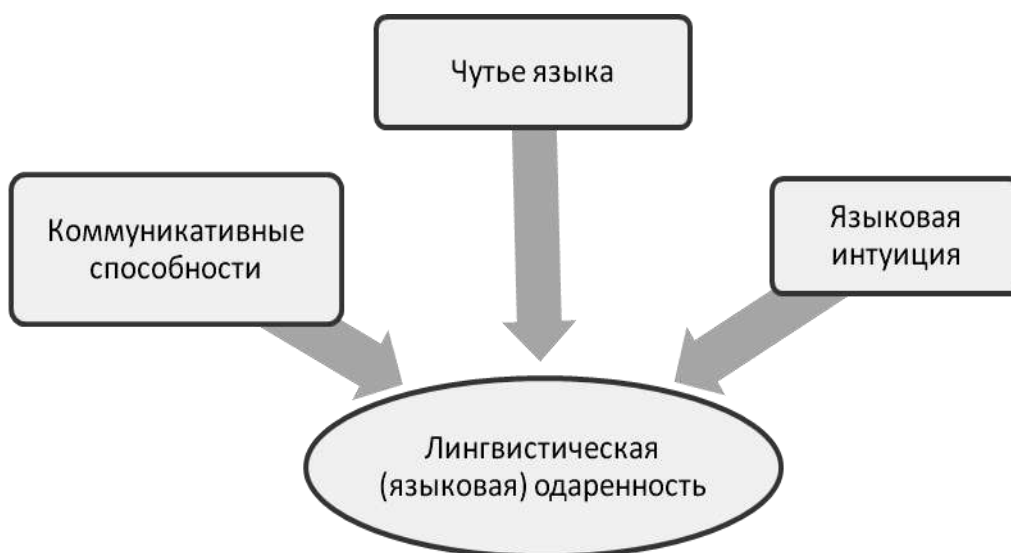 Чутье языка
Коммуникативные
способности
Языковая
интуиция
Лингвистическая
(языковая) одаренность